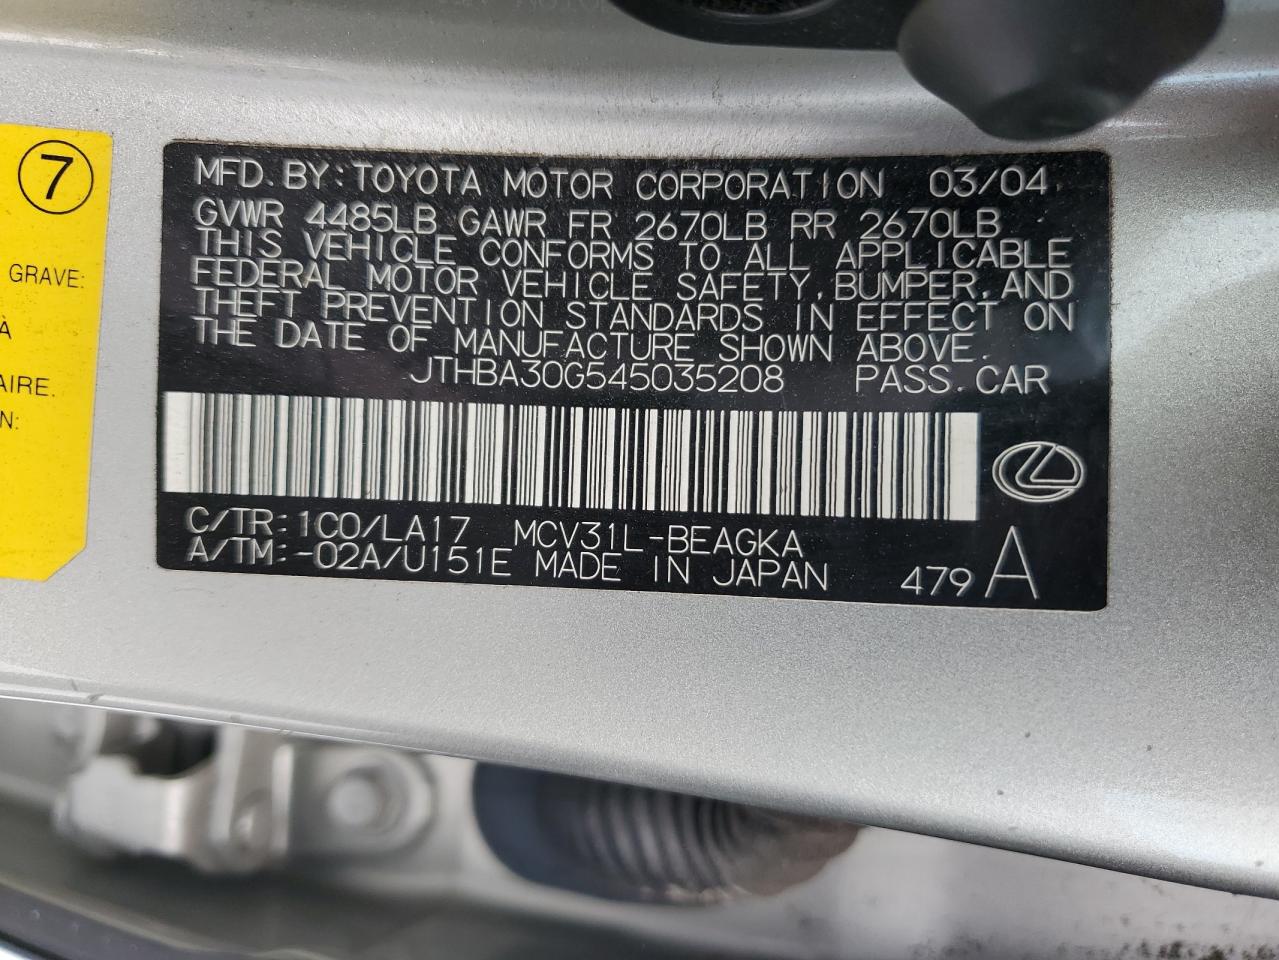 7
GRAVE:
À
AIRE.
N:
MFD. BY: TOYOTA MOTOR CORPORATION 03/04
GVWR 4485LB GAWR FR 2670LB RR 2670LB
THIS VEHICLE CONFORMS TO ALL APPLICABLE
FEDERAL MOTOR VEHICLE SAFETY, BUMPER, AND
THEFT PREVENTION STANDARDS IN EFFECT ON
THE DATE OF MANUFACTURE SHOWN ABOVE.
JTHBA30G545035208 PASS. CAR
C/TR: 1C0/LA17 MCV31L-BEAGKA
A/TM: -02A/U151E MADE IN JAPAN 479 A